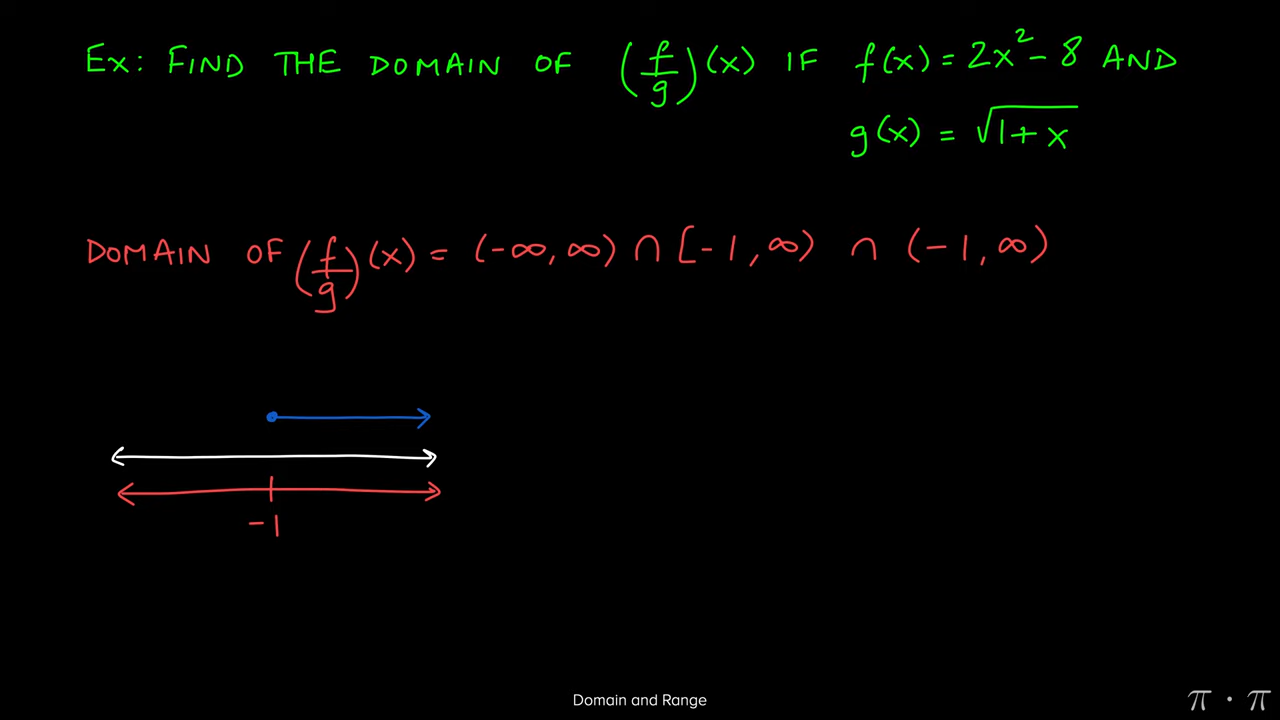 Ex: FIND THE DOMAIN OF (f/g)(x) IF f(x) = 2x² - 8 AND
g(x) = √(1 + x)
DOMAIN OF (f/g)(x) = (-∞, ∞) ∩ [-1, ∞) ∩ (-1, ∞)
-1
Domain and Range
π · π